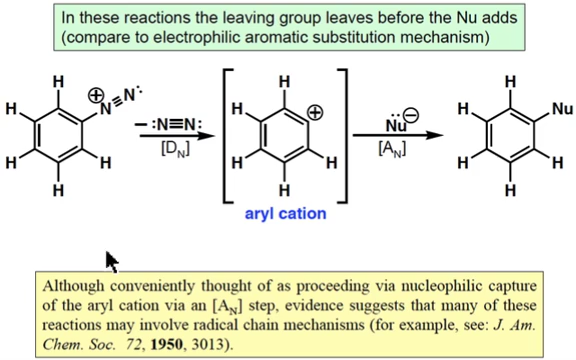 In these reactions the leaving group leaves before the Nu adds
(compare to electrophilic aromatic substitution mechanism)
H H H H H ⊕ N≡N:
– :N≡N:
[D_N]
H H H H H ⊕
aryl cation
Nu ⊖
[A_N]
H H H H H Nu
Although conveniently thought of as proceeding via nucleophilic capture
of the aryl cation via an [A_N] step, evidence suggests that many of these
reactions may involve radical chain mechanisms (for example, see: J. Am.
Chem. Soc. 72, 1950, 3013).